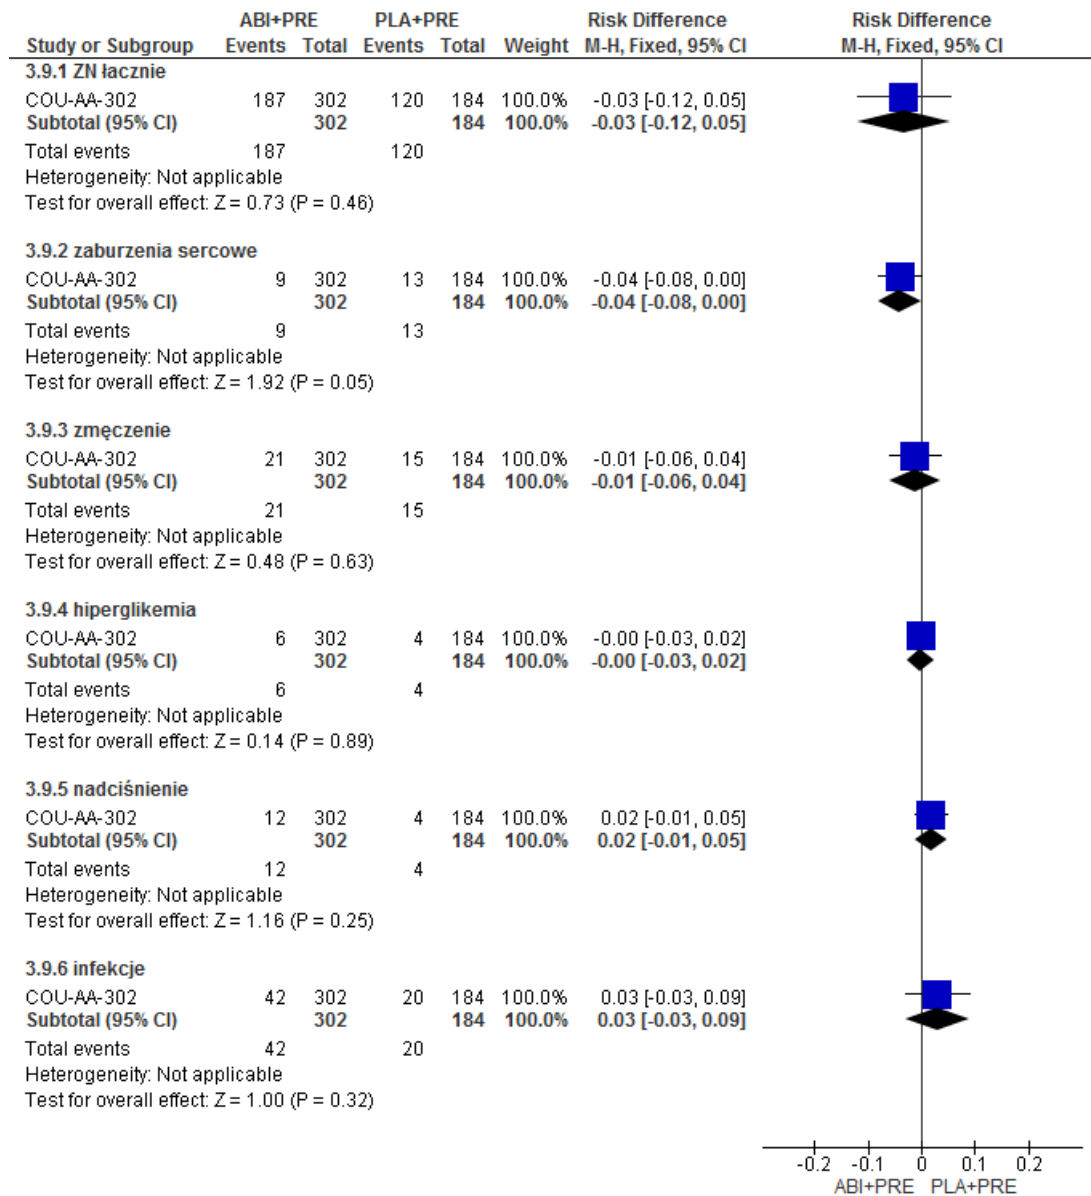 ABI+PRE PLA+PRE Risk Difference Risk Difference
Study or Subgroup Events Total Events Total Weight M-H, Fixed, 95% CI M-H, Fixed, 95% CI
3.9.1 ZN łacznie
COU-AA-302 187 302 120 184 100.0% -0.03 [-0.12, 0.05]
Subtotal (95% CI) 302 184 100.0% -0.03 [-0.12, 0.05]
Total events 187 120
Heterogeneity: Not applicable
Test for overall effect: Z = 0.73 (P = 0.46)
3.9.2 zaburzenia sercowe
COU-AA-302 9 302 13 184 100.0% -0.04 [-0.08, 0.00]
Subtotal (95% CI) 302 184 100.0% -0.04 [-0.08, 0.00]
Total events 9 13
Heterogeneity: Not applicable
Test for overall effect: Z = 1.92 (P = 0.05)
3.9.3 zmęczenie
COU-AA-302 21 302 15 184 100.0% -0.01 [-0.06, 0.04]
Subtotal (95% CI) 302 184 100.0% -0.01 [-0.06, 0.04]
Total events 21 15
Heterogeneity: Not applicable
Test for overall effect: Z = 0.48 (P = 0.63)
3.9.4 hiperglikemia
COU-AA-302 6 302 4 184 100.0% -0.00 [-0.03, 0.02]
Subtotal (95% CI) 302 184 100.0% -0.00 [-0.03, 0.02]
Total events 6 4
Heterogeneity: Not applicable
Test for overall effect: Z = 0.14 (P = 0.89)
3.9.5 nadciśnienie
COU-AA-302 12 302 4 184 100.0% 0.02 [-0.01, 0.05]
Subtotal (95% CI) 302 184 100.0% 0.02 [-0.01, 0.05]
Total events 12 4
Heterogeneity: Not applicable
Test for overall effect: Z = 1.16 (P = 0.25)
3.9.6 infekcje
COU-AA-302 42 302 20 184 100.0% 0.03 [-0.03, 0.09]
Subtotal (95% CI) 302 184 100.0% 0.03 [-0.03, 0.09]
Total events 42 20
Heterogeneity: Not applicable
Test for overall effect: Z = 1.00 (P = 0.32)
-0.2 -0.1 0 0.1 0.2
ABI+PRE PLA+PRE